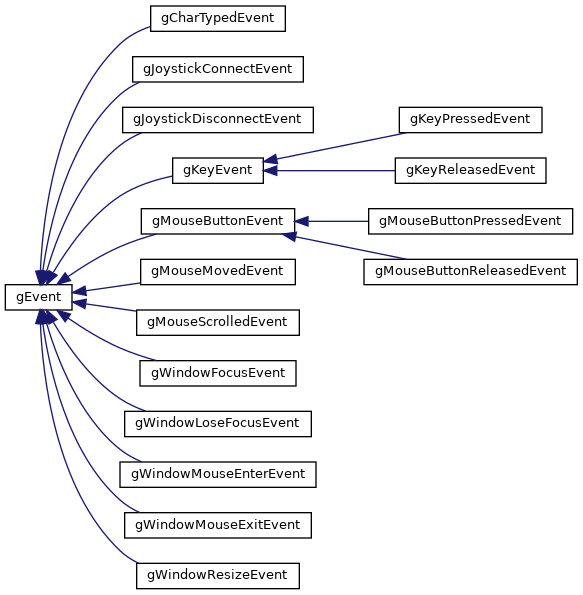 gCharTypedEvent
gJoystickConnectEvent
gJoystickDisconnectEvent
gKeyPressedEvent
gKeyEvent
gKeyReleasedEvent
gMouseButtonEvent
gMouseButtonPressedEvent
gMouseMovedEvent
gMouseButtonReleasedEvent
gEvent
gMouseScrolledEvent
gWindowFocusEvent
gWindowLoseFocusEvent
gWindowMouseEnterEvent
gWindowMouseExitEvent
gWindowResizeEvent